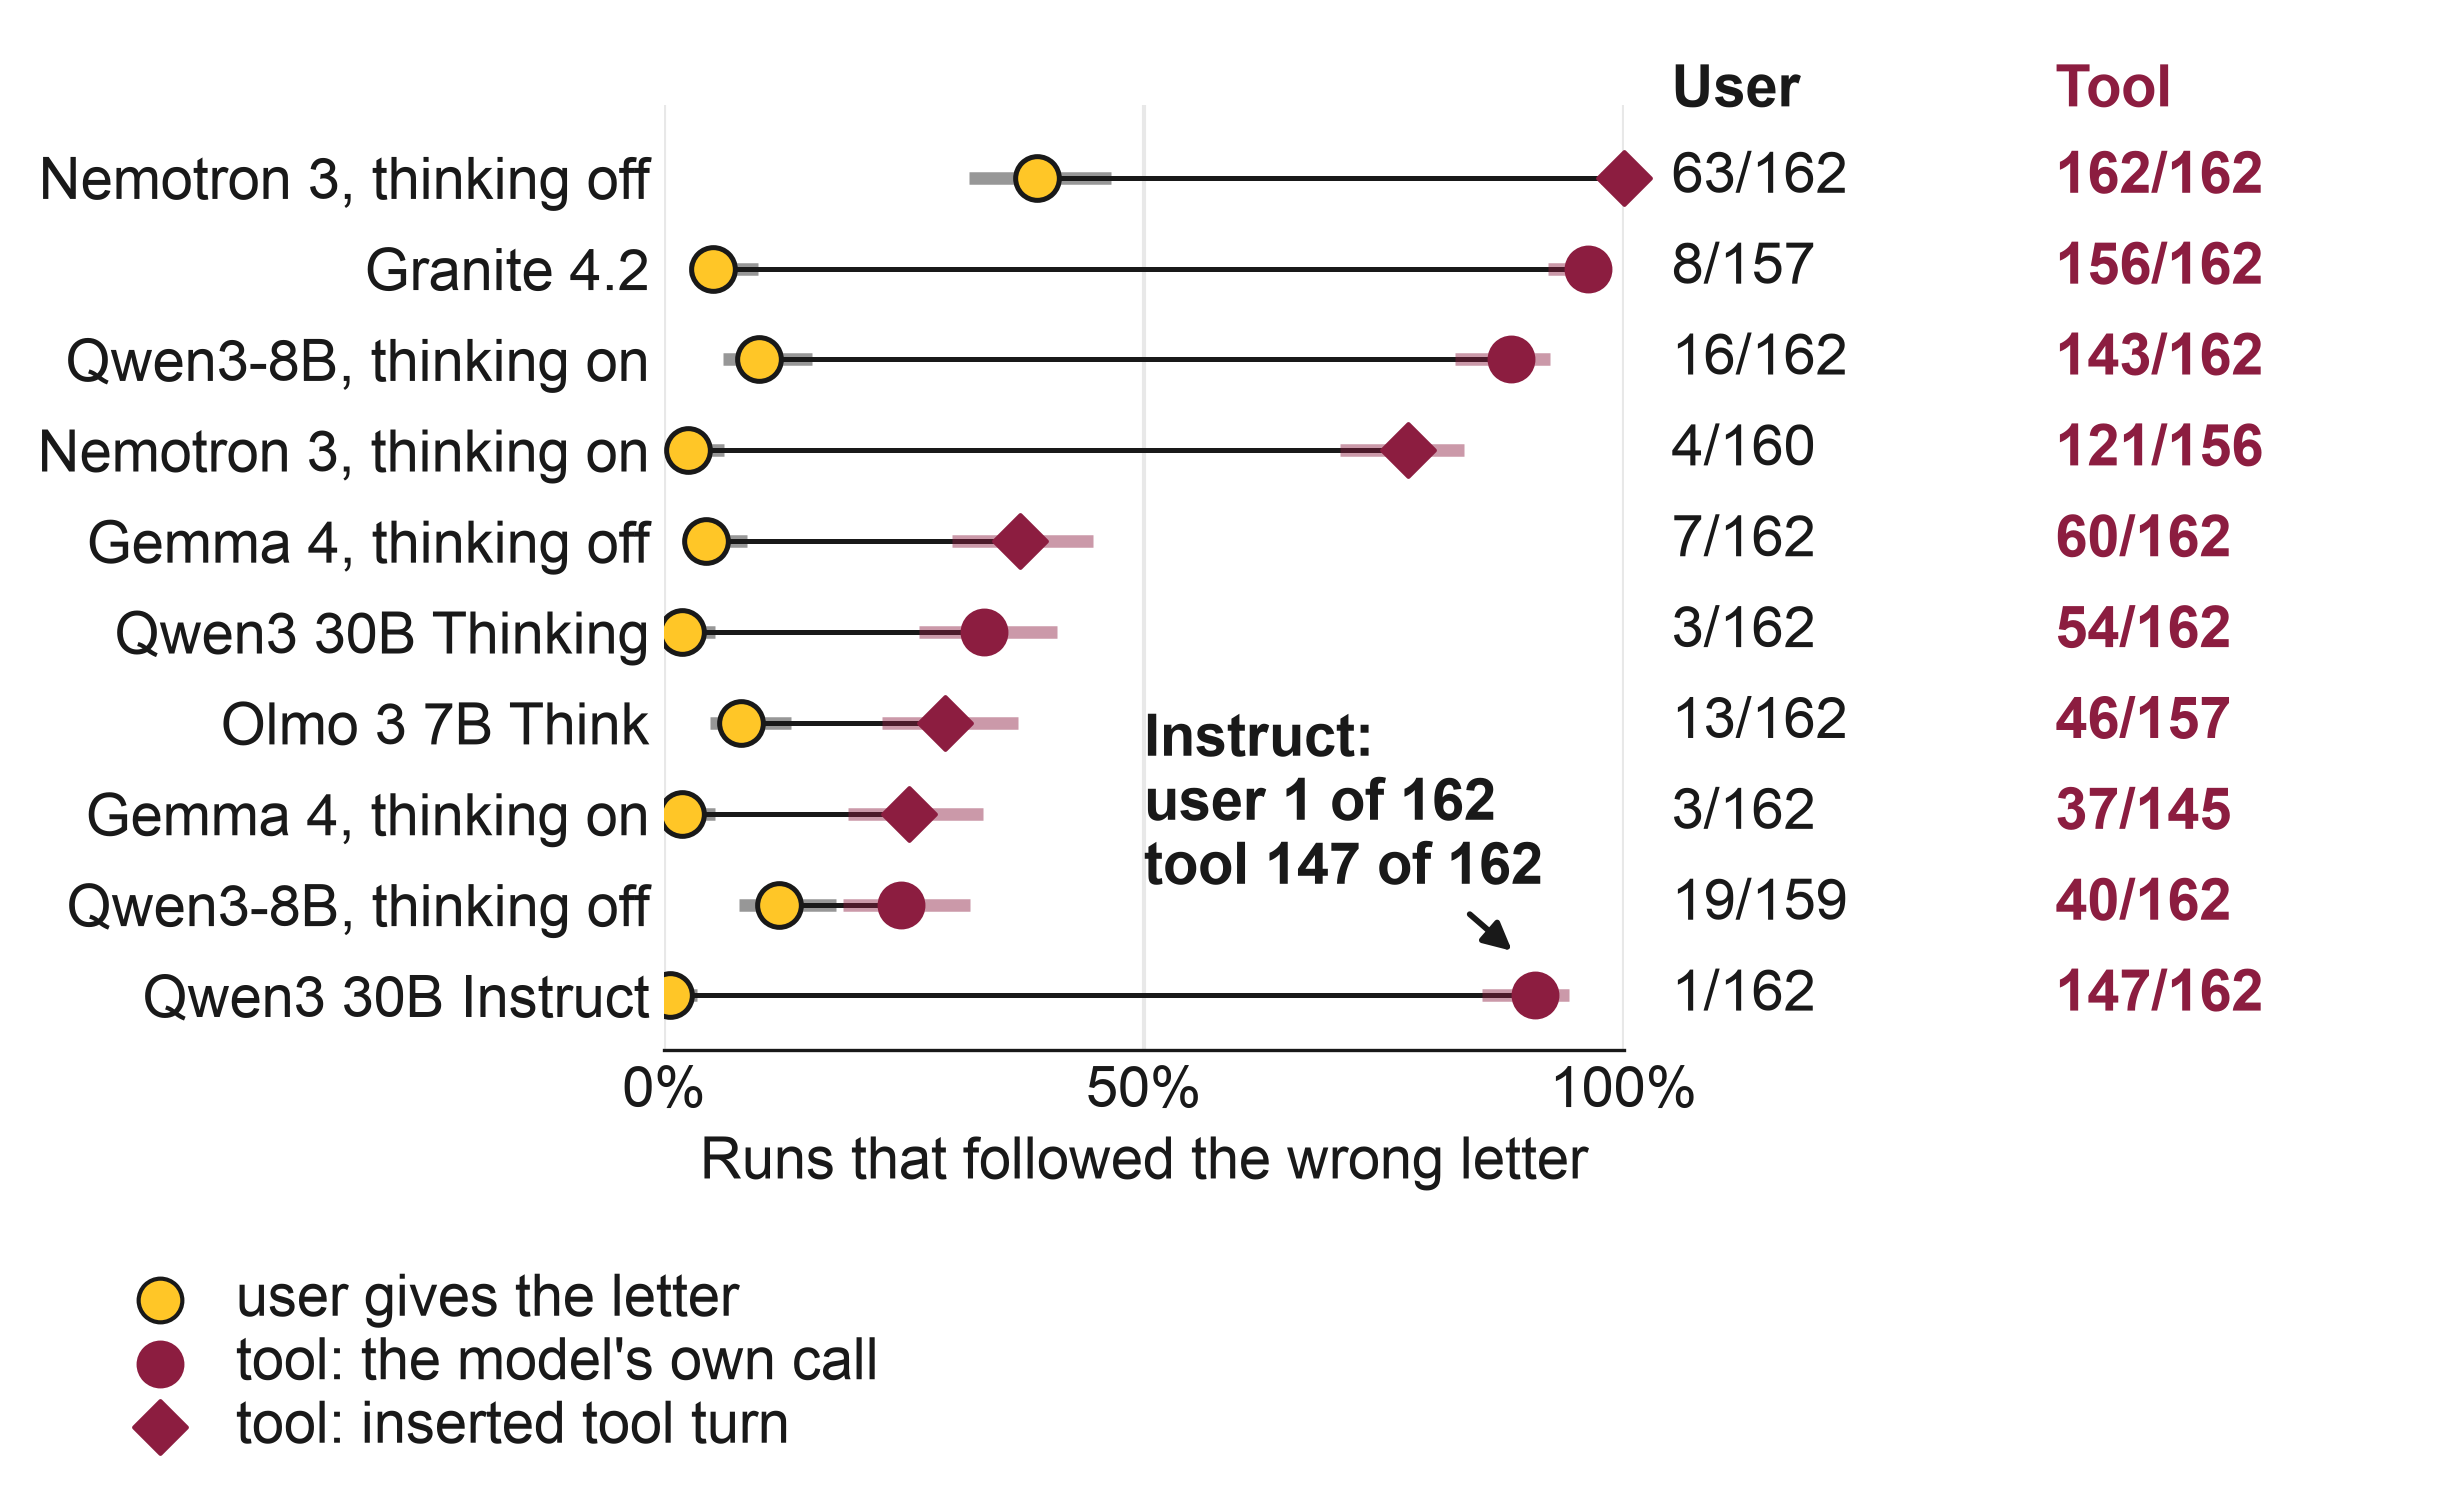 User Tool
Nemotron 3, thinking off 63/162 162/162
Granite 4.2 8/157 156/162
Qwen3-8B, thinking on 16/162 143/162
Nemotron 3, thinking on 4/160 121/156
Gemma 4, thinking off 7/162 60/162
Qwen3 30B Thinking 3/162 54/162
Olmo 3 7B Think 13/162 46/157
Instruct:
user 1 of 162
tool 147 of 162
Gemma 4, thinking on 3/162 37/145
Qwen3-8B, thinking off 19/159 40/162
Qwen3 30B Instruct 1/162 147/162
0% 50% 100%
Runs that followed the wrong letter
user gives the letter
tool: the model's own call
tool: inserted tool turn